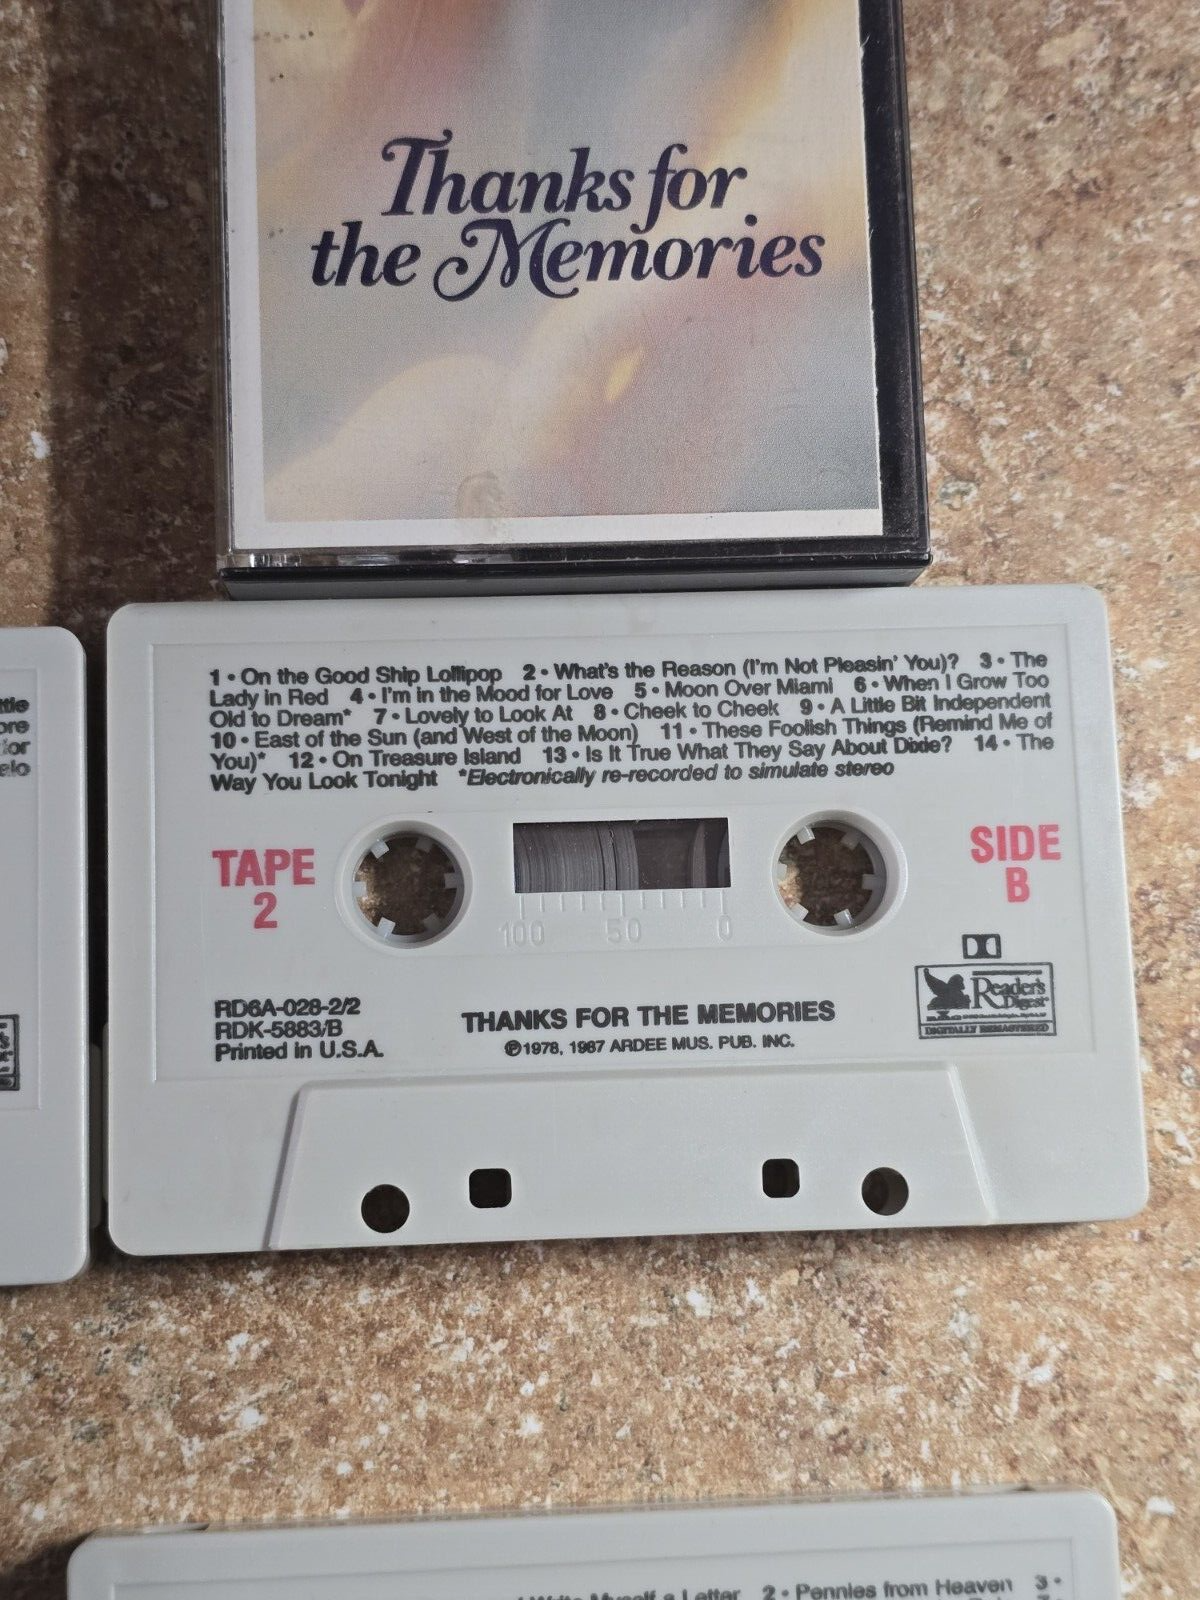 Thanks for
the Memories
1 • On the Good Ship Lollipop 2 • What's the Reason (I'm Not Pleasin' You)? 3 • The
Lady in Red 4 • I'm in the Mood for Love 5 • Moon Over Miami 6 • When I Grow Too
Old to Dream* 7 • Lovely to Look At 8 • Cheek to Cheek 9 • A Little Bit Independent
10 • East of the Sun (and West of the Moon) 11 • These Foolish Things (Remind Me of
You)* 12 • On Treasure Island 13 • Is It True What They Say About Dixie? 14 • The
Way You Look Tonight *Electronically re-recorded to simulate stereo
TAPE
2
SIDE
B
100 50 0
RD6A-028-2/2
RDK-5883/B
Printed in U.S.A.
THANKS FOR THE MEMORIES
℗1978, 1987 ARDEE MUS. PUB. INC.
Reader's
Digest
DIGITALLY REMASTERED
Write Myself a Letter 2 • Pennies from Heaven 3 •